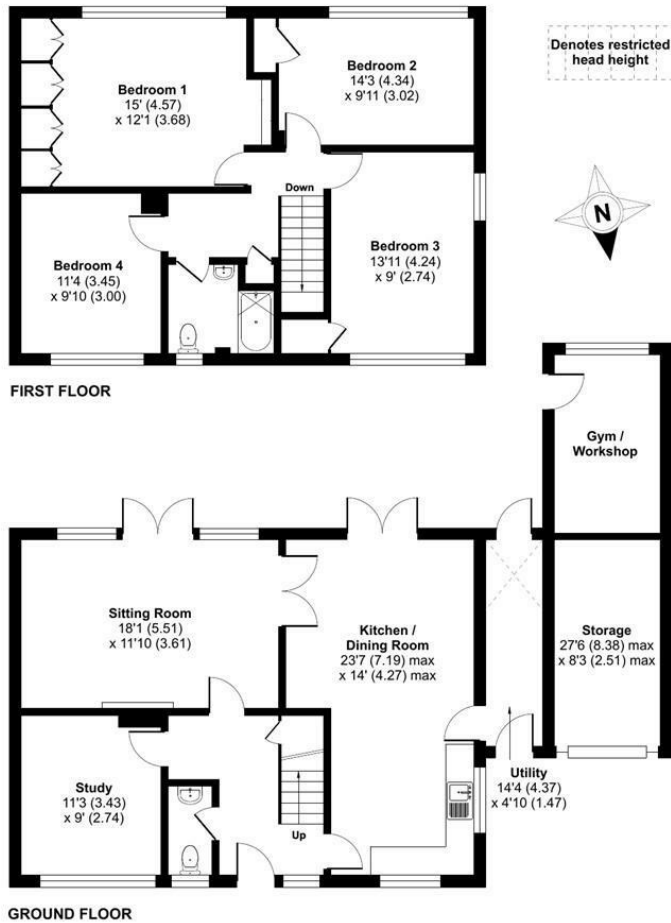 Bedroom 1
15' (4.57)
x 12'1 (3.68)
Bedroom 2
14'3 (4.34)
x 9'11 (3.02)
Denotes restricted
head height
Down
N
Bedroom 4
11'4 (3.45)
x 9'10 (3.00)
Bedroom 3
13'11 (4.24)
x 9' (2.74)
FIRST FLOOR
Gym /
Workshop
Sitting Room
18'1 (5.51)
x 11'10 (3.61)
Kitchen /
Dining Room
23'7 (7.19) max
x 14' (4.27) max
Storage
27'6 (8.38) max
x 8'3 (2.51) max
Study
11'3 (3.43)
x 9' (2.74)
Up
Utility
14'4 (4.37)
x 4'10 (1.47)
GROUND FLOOR